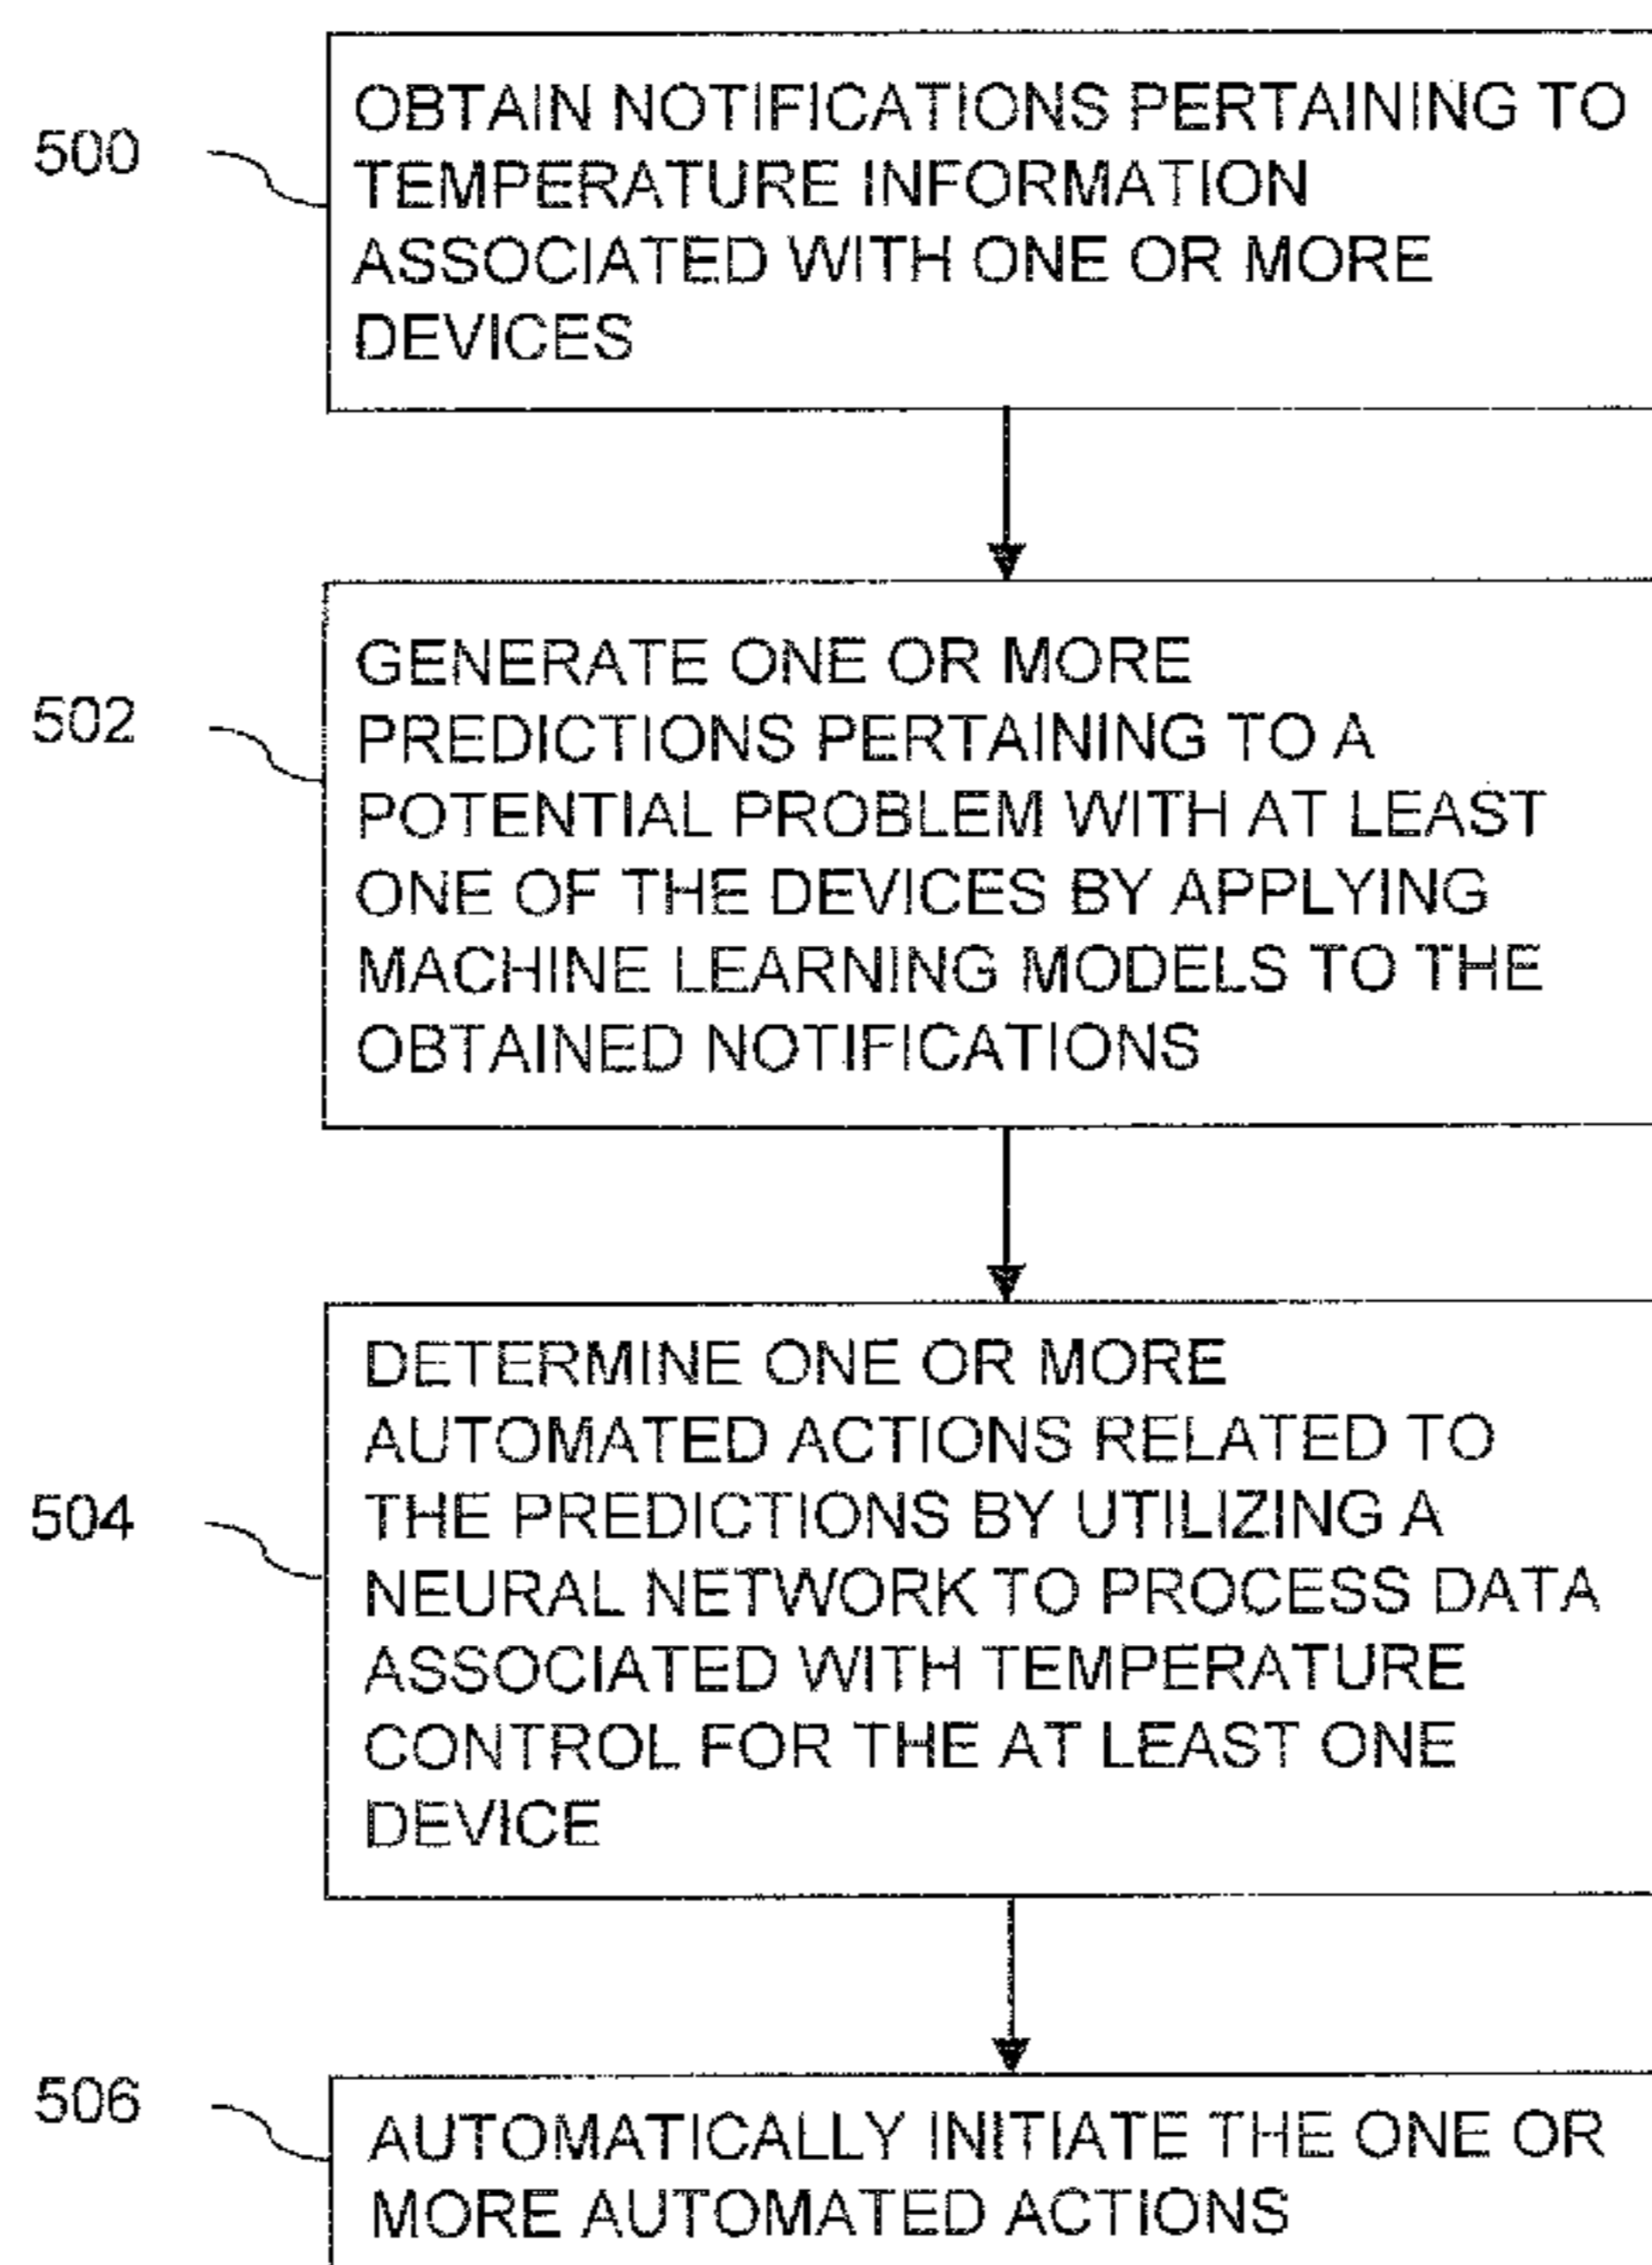 500
OBTAIN NOTIFICATIONS PERTAINING TO
TEMPERATURE INFORMATION
ASSOCIATED WITH ONE OR MORE
DEVICES
502
GENERATE ONE OR MORE
PREDICTIONS PERTAINING TO A
POTENTIAL PROBLEM WITH AT LEAST
ONE OF THE DEVICES BY APPLYING
MACHINE LEARNING MODELS TO THE
OBTAINED NOTIFICATIONS
504
DETERMINE ONE OR MORE
AUTOMATED ACTIONS RELATED TO
THE PREDICTIONS BY UTILIZING A
NEURAL NETWORK TO PROCESS DATA
ASSOCIATED WITH TEMPERATURE
CONTROL FOR THE AT LEAST ONE
DEVICE
506
AUTOMATICALLY INITIATE THE ONE OR
MORE AUTOMATED ACTIONS